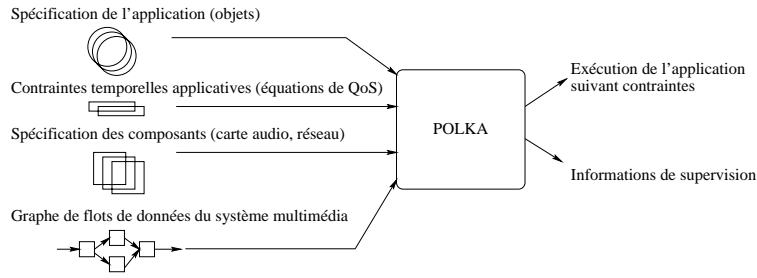 Spécification de l'application (objets)
Contraintes temporelles applicatives (équations de QoS)
Spécification des composants (carte audio, réseau)
Graphe de flots de données du système multimédia
POLKA
Exécution de l'application
suivant contraintes
Informations de supervision